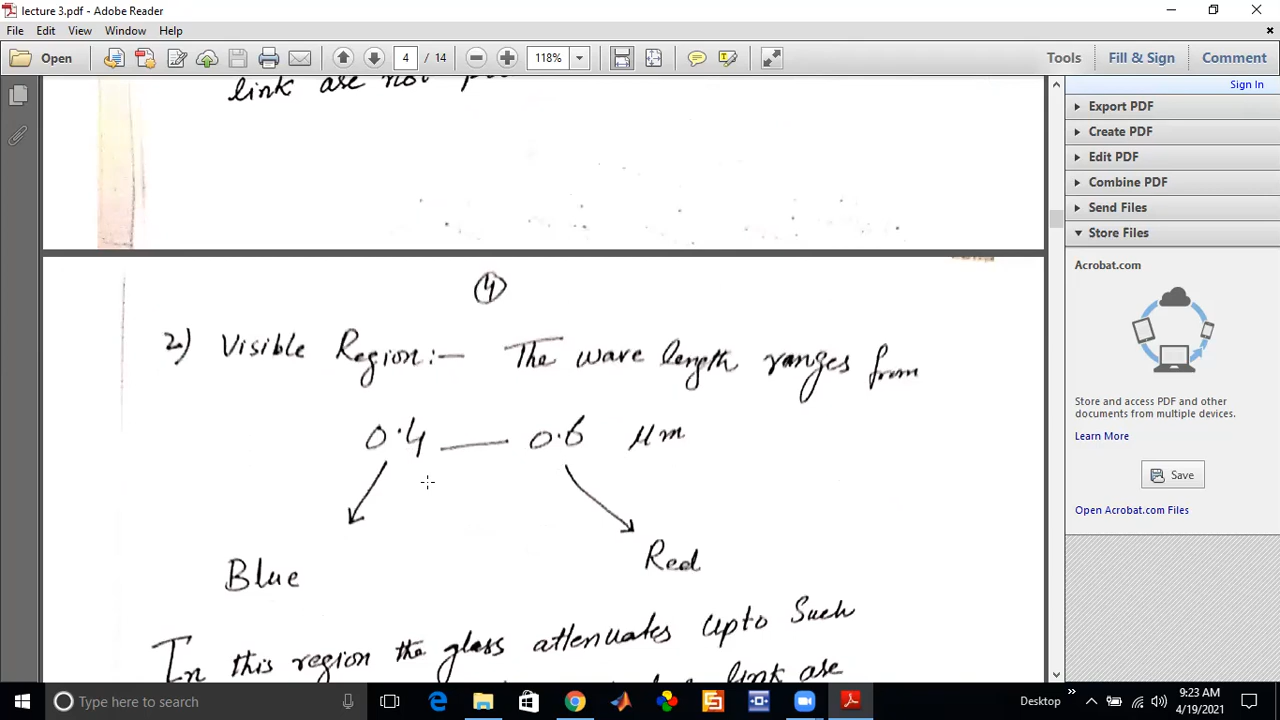 lecture 3.pdf - Adobe Reader
File Edit View Window Help
Open 4 / 14 118% Tools Fill & Sign Comment
link are not
Sign In
Export PDF
Create PDF
Edit PDF
Combine PDF
Send Files
Store Files
Acrobat.com
Store and access PDF and other
documents from multiple devices.
Learn More
Save
Open Acrobat.com Files
4
2) Visible Region:- The wave length ranges from
0.4 — 0.6 μm
Blue Red
In this region the glass attenuates upto Such
link are
Type here to search
Desktop
9:23 AM
4/19/2021